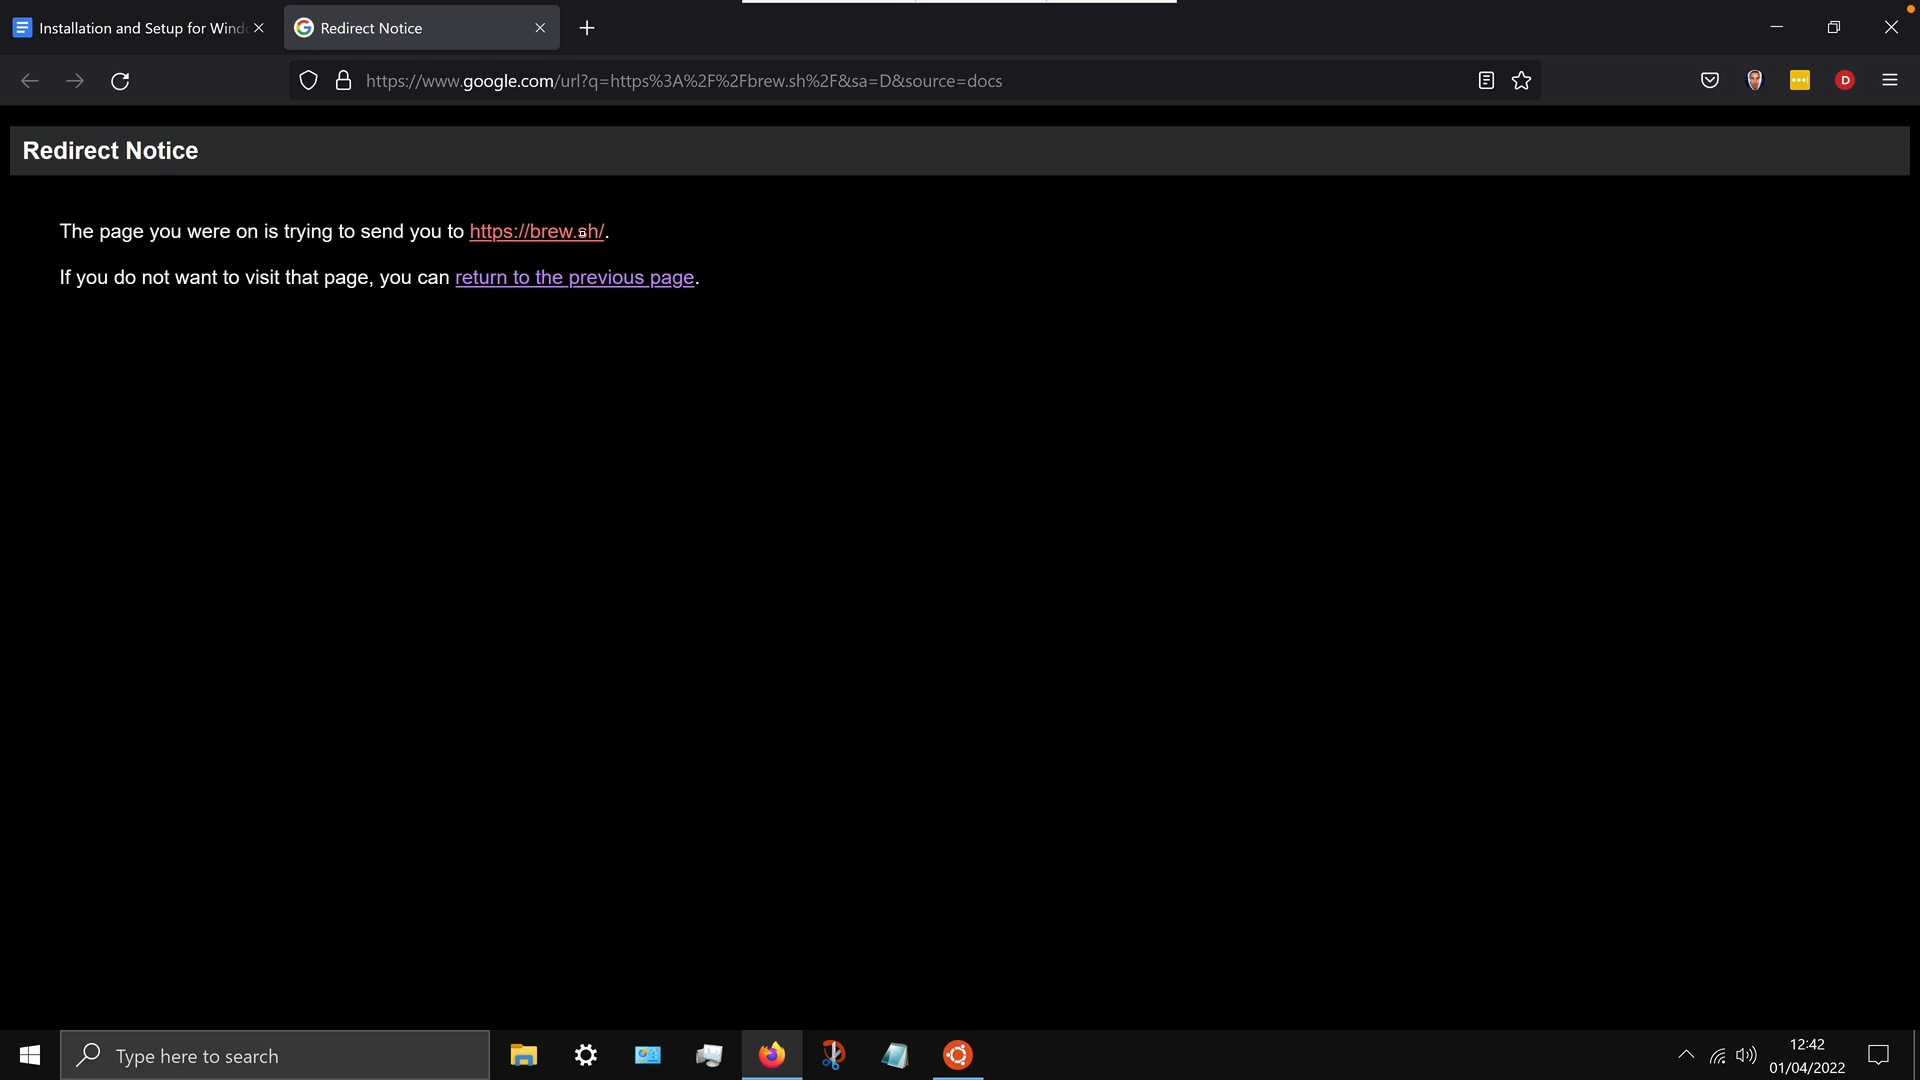 Installation and Setup for Wind
Redirect Notice
https://www.google.com/url?q=https%3A%2F%2Fbrew.sh%2F&sa=D&source=docs
D
Redirect Notice
The page you were on is trying to send you to https://brew.sh/.
If you do not want to visit that page, you can return to the previous page.
Type here to search
12:42
01/04/2022